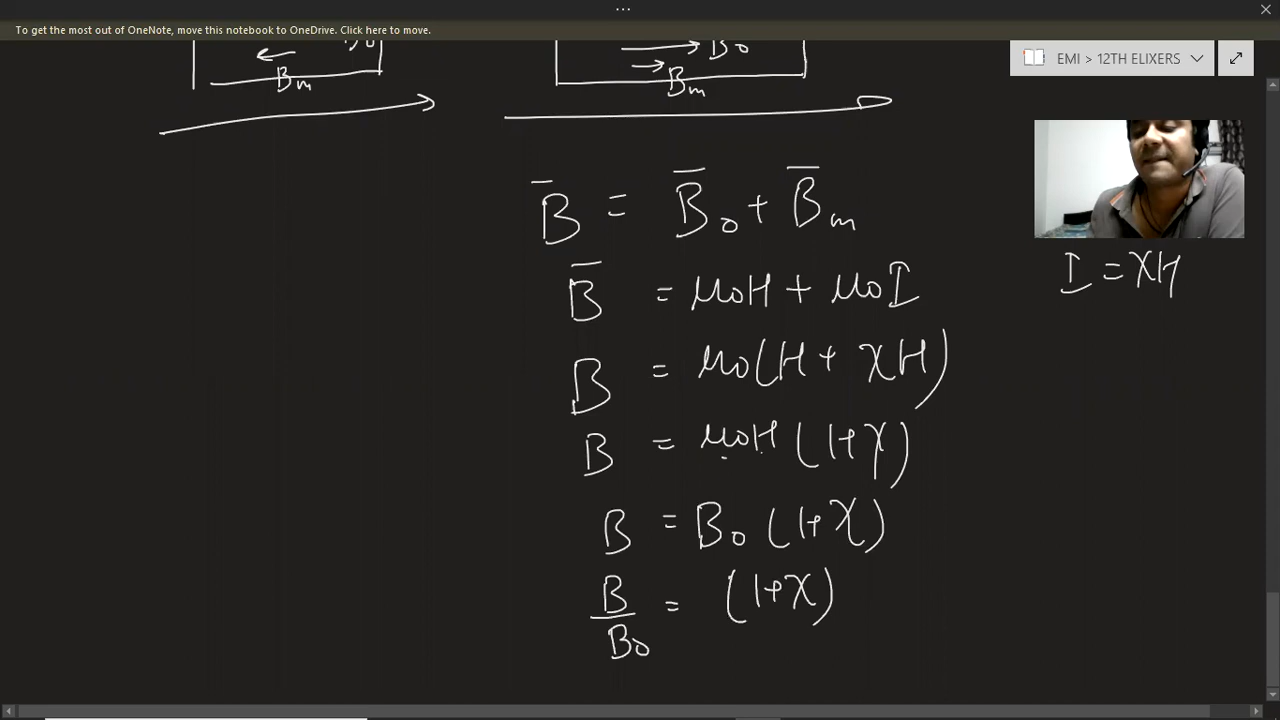 To get the most out of OneNote, move this notebook to OneDrive. Click here to move.
EMI > 12TH ELIXERS
B₀
Bₘ
B₀
Bₘ
B̅ = B̅₀ + B̅ₘ
B̅ = μ₀H + μ₀I
I = χH
B = μ₀(H + χH)
B = μ₀H (1+χ)
B = B₀ (1+χ)
B/B₀ = (1+χ)